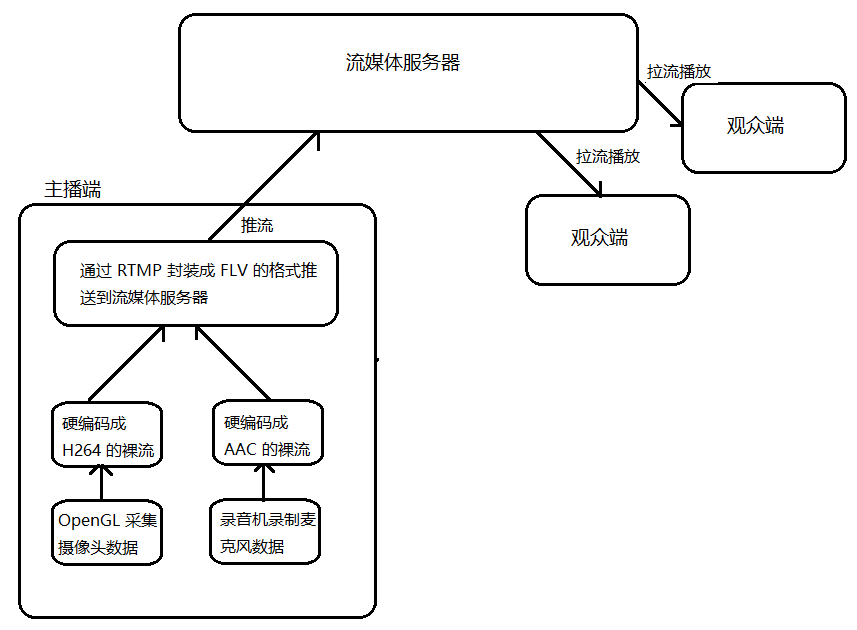 流媒体服务器
拉流播放
观众端
拉流播放
观众端
主播端
推流
通过 RTMP 封装成 FLV 的格式推
送到流媒体服务器
硬编码成
H264 的裸流
硬编码成
AAC 的裸流
OpenGL 采集
摄像头数据
录音机录制麦
克风数据